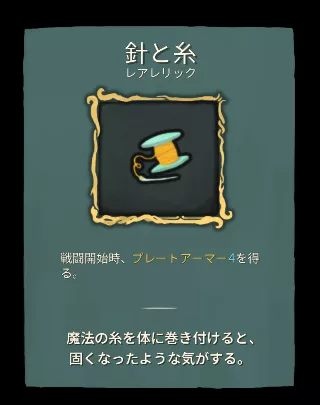 針と糸
レアレリック
戦闘開始時、プレートアーマー4を得
る。
魔法の糸を体に巻き付けると、
固くなったような気がする。